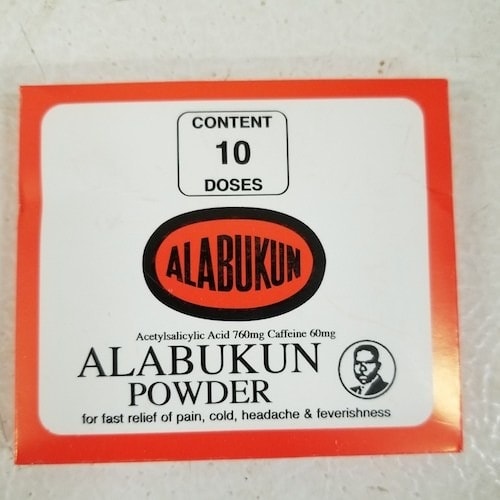 CONTENT
10
DOSES
ALABUKUN
Acetylsalicylic Acid 760mg Caffeine 60mg
ALABUKUN
POWDER
for fast relief of pain, cold, headache & feverishness